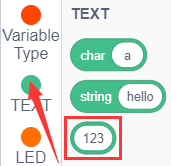 Variable
Type
TEXT
LED
TEXT
char a
string hello
123